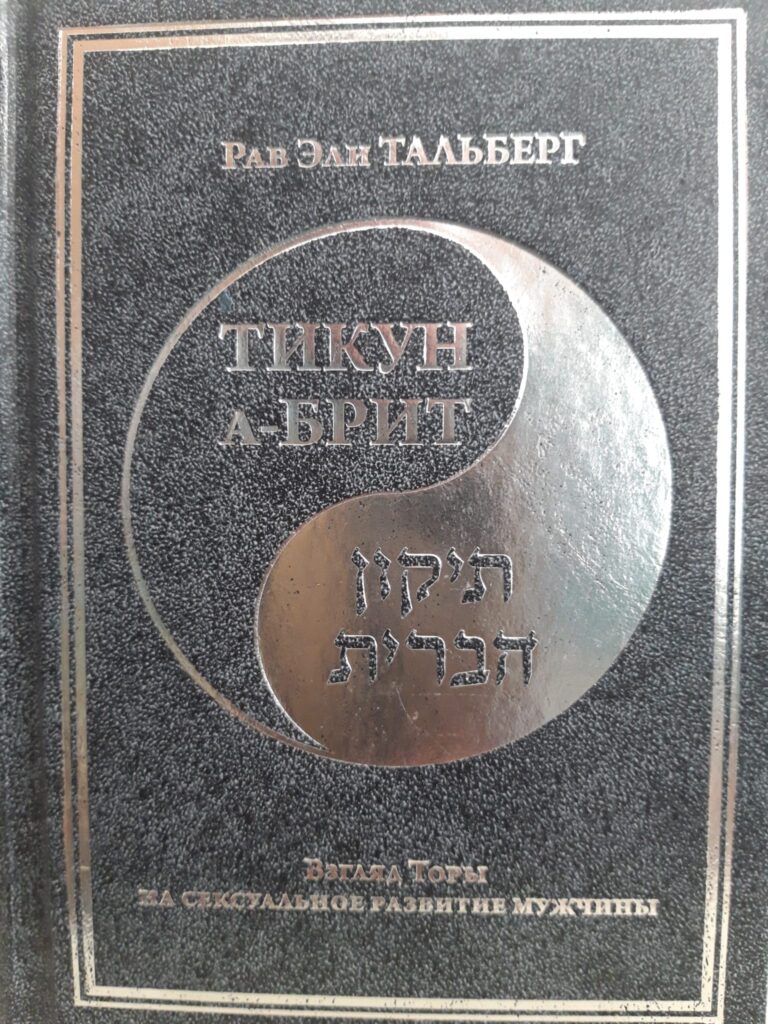 Рав Эли ТАЛЬБЕРГ
ТИКУН
А-БРИТ
תיקון
הברית
Взгляд Торы
НА СЕКСУАЛЬНОЕ РАЗВИТИЕ МУЖЧИНЫ